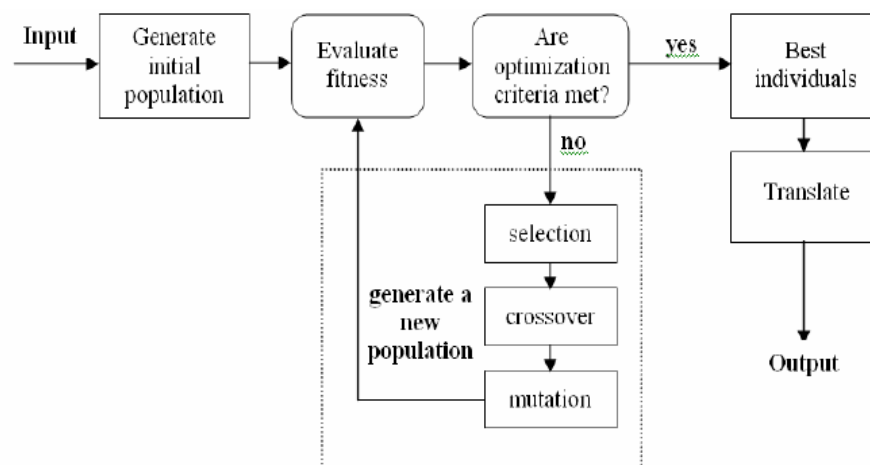 Input
Generate
initial
population
Evaluate
fitness
Are
optimization
criteria met?
yes
Best
individuals
no
Translate
selection
generate a
new
population
crossover
mutation
Output